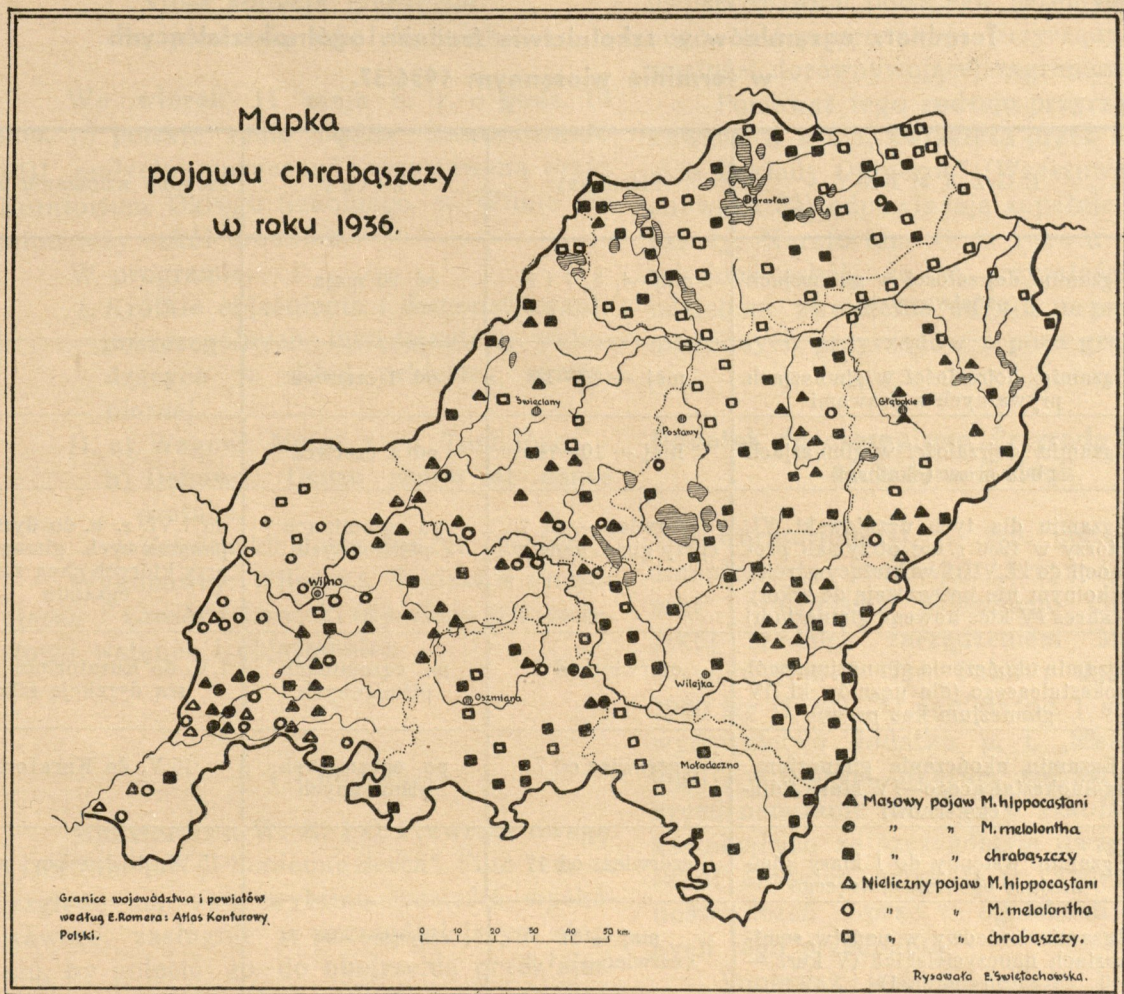 Mapka
pojawu chrabąszczy
w roku 1936.
Brasław
Święciany
Głębokie
Postawy
Wilno
Wilejka
Oszmiana
Mołodeczno
Masowy pojaw M. hippocastani
„ „ M. melolontha
„ „ chrabąszczy
Nieliczny pojaw M. hippocastani
„ „ M. melolontha
„ „ chrabąszczy.
Granice województwa i powiatów
według E. Romera: Atlas Konturowy
Polski.
0 10 20 30 40 50 km.
Rysowała E. Świętochowska.